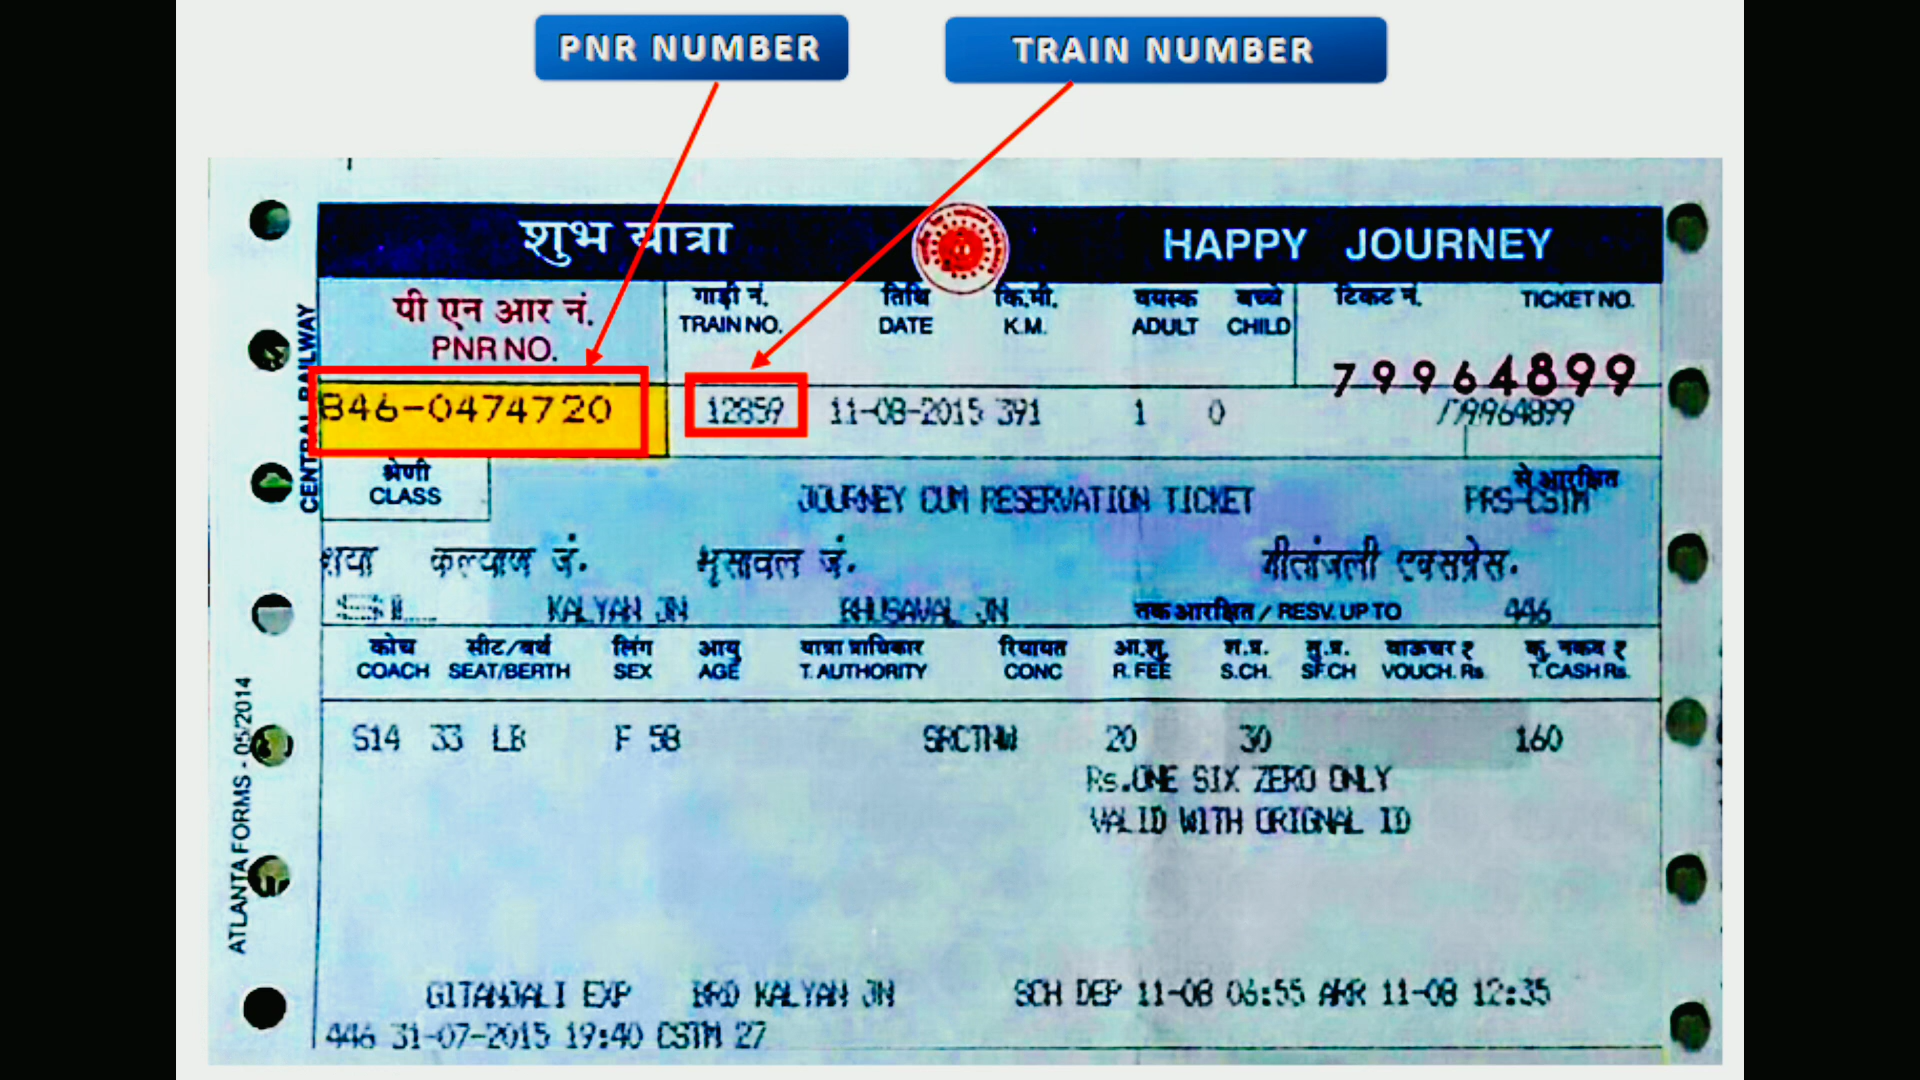 PNR NUMBER TRAIN NUMBER
शुभ यात्रा HAPPY JOURNEY
पी एन आर नं. गाड़ी नं. तिथि कि.मी. वयस्क बच्चे टिकट नं. TICKET NO.
PNR NO. TRAIN NO. DATE K.M. ADULT CHILD
79964899
846-0474720 12859 11-08-2015 391 1 0 79964899
श्रेणी से आरक्षित
CLASS JOURNEY CUM RESERVATION TICKET PRS-CSTM
शया कल्याण जं. भुसावल जं. गीतांजली एक्सप्रेस.
SL KALYAN JN BHUSAVAL JN तक आरक्षित / RESV. UP TO 446
कोच सीट/बर्थ लिंग आयु यात्रा प्राधिकार रियायत आ.शु. श.प्र. सु.प्र. वाऊचर ₹ कु. नकद ₹
COACH SEAT/BERTH SEX AGE T. AUTHORITY CONC R. FEE S.CH. SF.CH VOUCH. Rs. T. CASH Rs.
S14 33 LB F 58 SRCTNW 20 30 160
Rs.ONE SIX ZERO ONLY
VALID WITH ORIGNAL ID
GITANJALI EXP BRD KALYAN JN SCH DEP 11-08 06:55 ARR 11-08 12:35
446 31-07-2015 19:40 CSTM 27
CENTRAL RAILWAY
ATLANTA FORMS - 05/2014